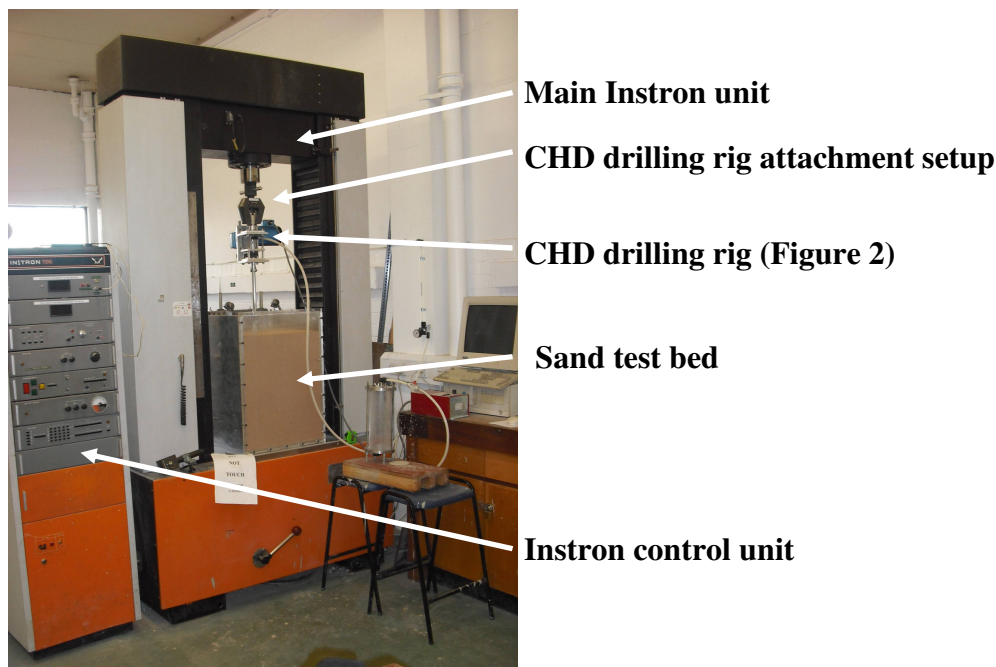 Main Instron unit
CHD drilling rig attachment setup
CHD drilling rig (Figure 2)
INSTRON
Sand test bed
NOT
TOUCH
Instron control unit